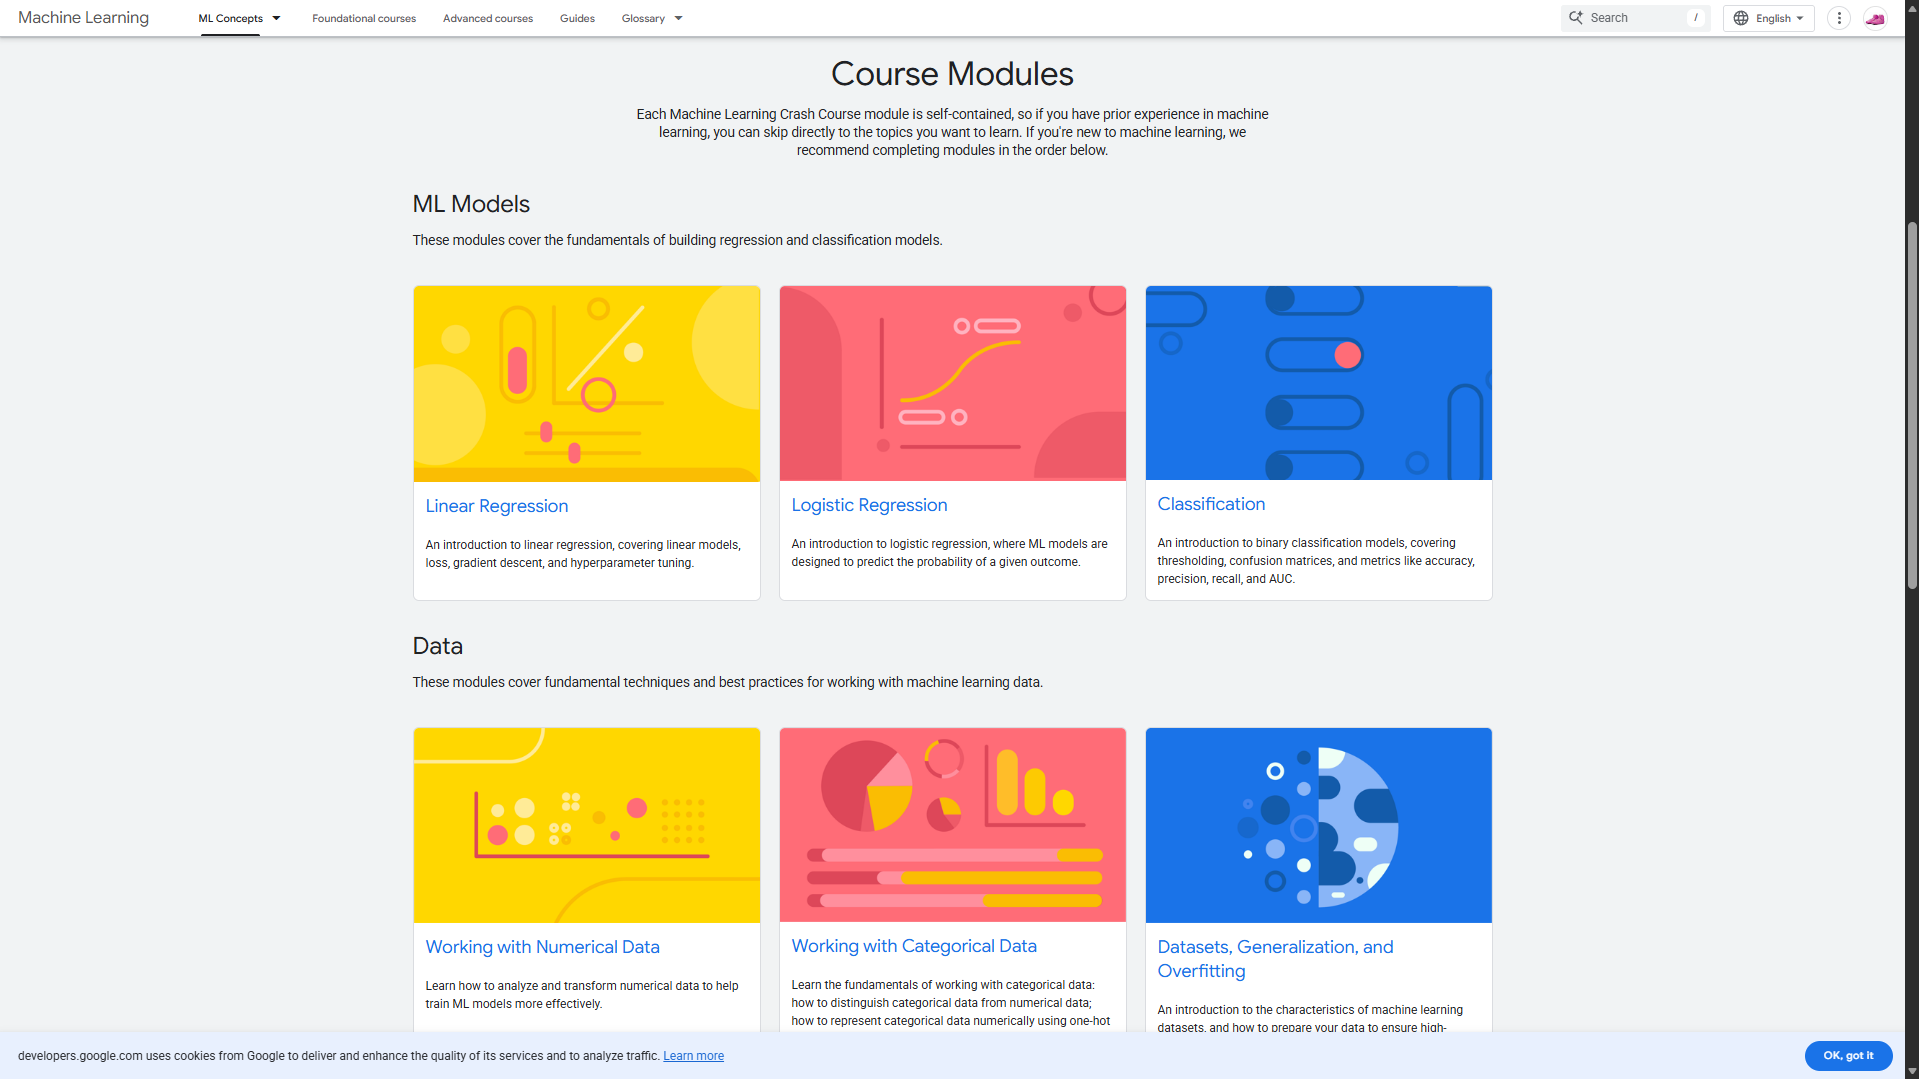 Machine Learning
ML Concepts
Foundational courses
Advanced courses
Guides
Glossary
Search
/
English
Course Modules
Each Machine Learning Crash Course module is self-contained, so if you have prior experience in machine
learning, you can skip directly to the topics you want to learn. If you're new to machine learning, we
recommend completing modules in the order below.
ML Models
These modules cover the fundamentals of building regression and classification models.
Linear Regression
An introduction to linear regression, covering linear models,
loss, gradient descent, and hyperparameter tuning.
Logistic Regression
An introduction to logistic regression, where ML models are
designed to predict the probability of a given outcome.
Classification
An introduction to binary classification models, covering
thresholding, confusion matrices, and metrics like accuracy,
precision, recall, and AUC.
Data
These modules cover fundamental techniques and best practices for working with machine learning data.
Working with Numerical Data
Learn how to analyze and transform numerical data to help
train ML models more effectively.
Working with Categorical Data
Learn the fundamentals of working with categorical data:
how to distinguish categorical data from numerical data;
how to represent categorical data numerically using one-hot
Datasets, Generalization, and
Overfitting
An introduction to the characteristics of machine learning
datasets, and how to prepare your data to ensure high-
developers.google.com uses cookies from Google to deliver and enhance the quality of its services and to analyze traffic. Learn more
OK, got it